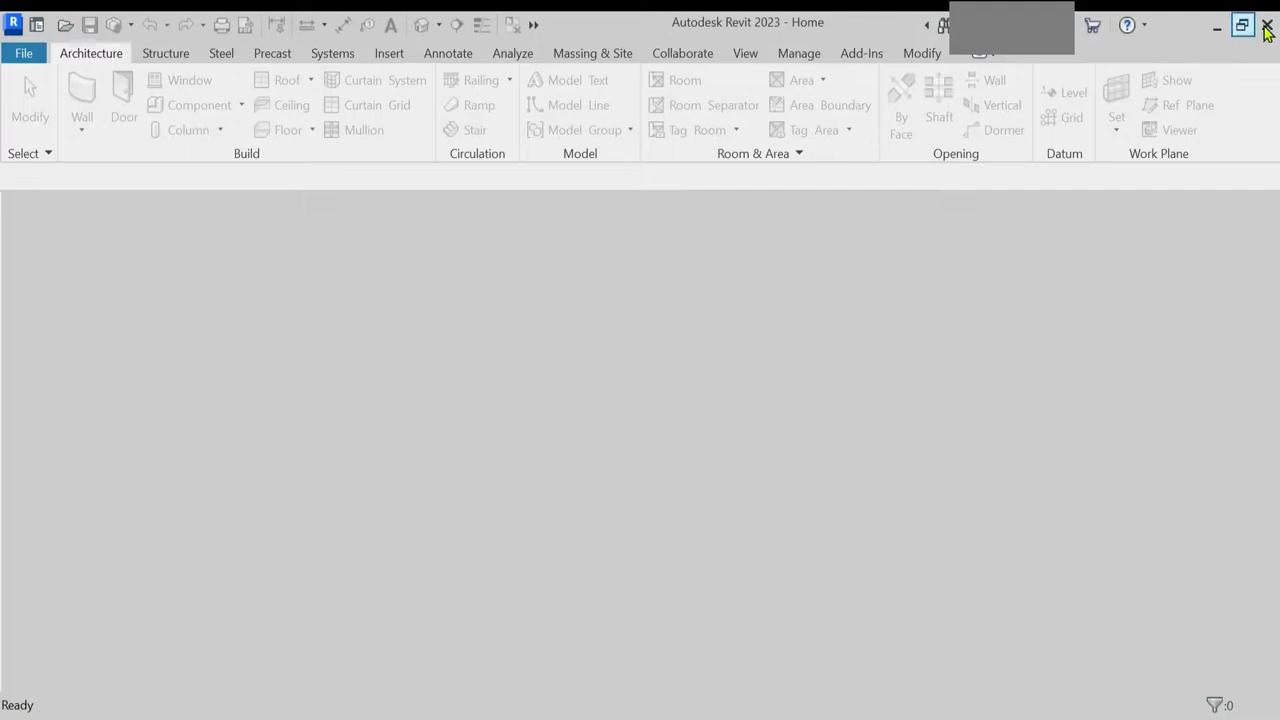 R Autodesk Revit 2023 - Home
File Architecture Structure Steel Precast Systems Insert Annotate Analyze Massing & Site Collaborate View Manage Add-Ins Modify
Modify
Select
Wall
Door
Window
Component
Column
Roof
Ceiling
Floor
Curtain System
Curtain Grid
Mullion
Build
Railing
Ramp
Stair
Circulation
Model Text
Model Line
Model Group
Model
Room
Room Separator
Tag Room
Area
Area Boundary
Tag Area
Room & Area
By
Face
Shaft
Wall
Vertical
Dormer
Opening
Level
Grid
Datum
Set
Show
Ref Plane
Viewer
Work Plane
Ready :0